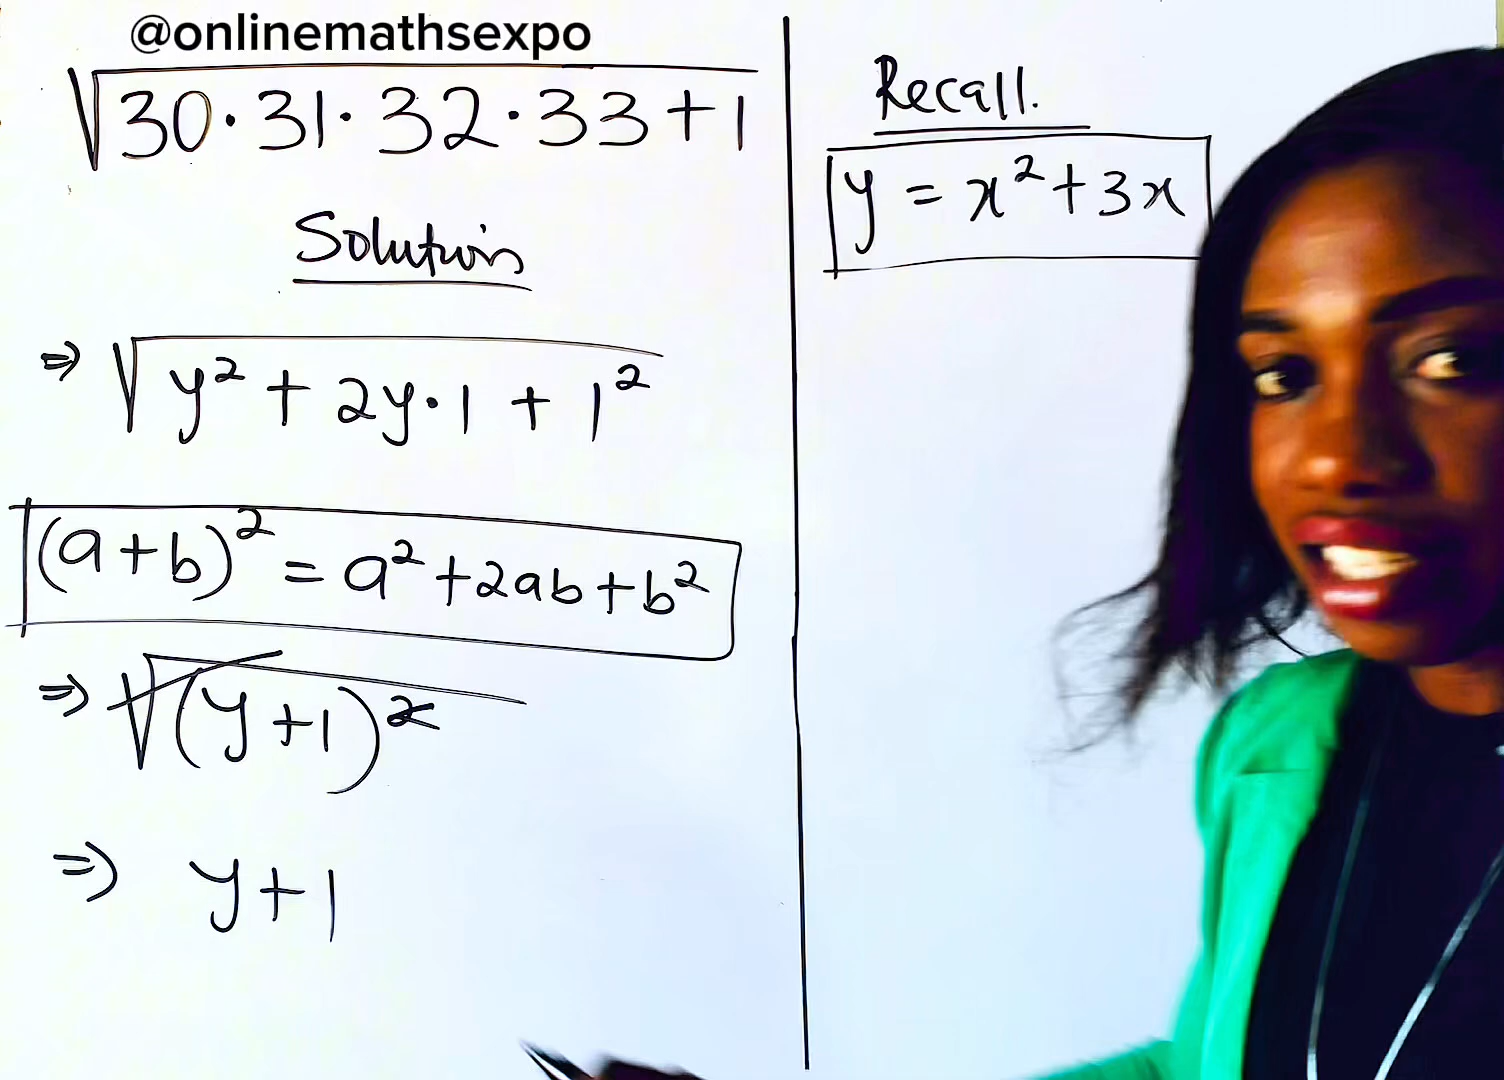 @onlinemathsexpo
√30·31·32·33+1
Solution
⇒ √y² + 2y·1 + 1²
(a+b)² = a²+2ab+b²
⇒ √(y+1)²
⇒ y+1
Recall.
y = x²+3x